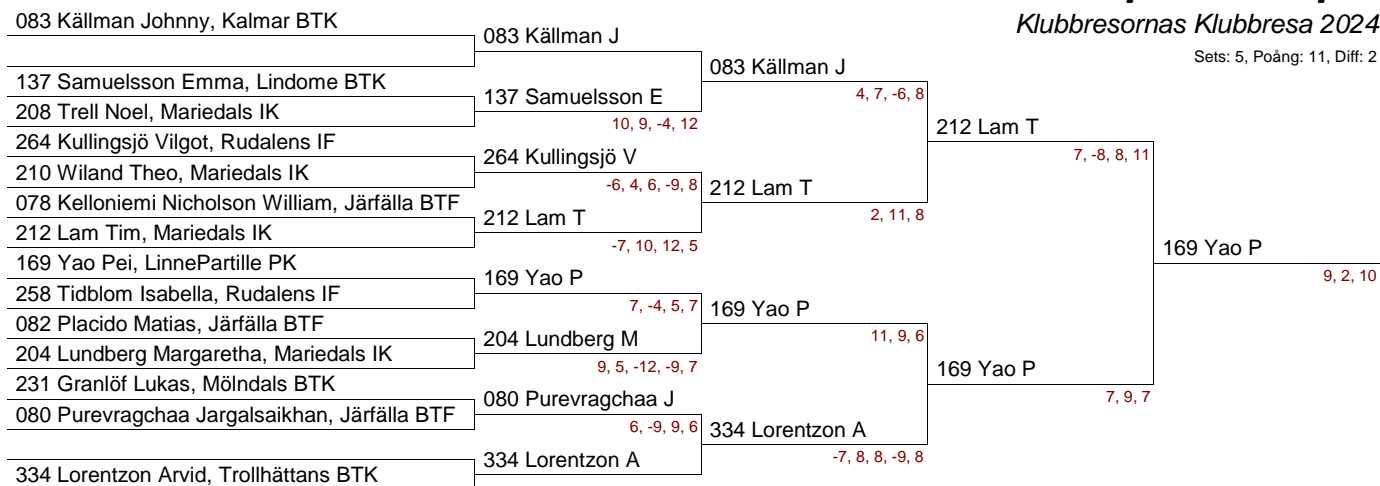 Klubbresornas Klubbresa 2024
Sets: 5, Poång: 11, Diff: 2
083 Källman Johnny, Kalmar BTK
137 Samuelsson Emma, Lindome BTK
208 Trell Noel, Mariedals IK
264 Kullingsjö Vilgot, Rudalens IF
210 Wiland Theo, Mariedals IK
078 Kelloniemi Nicholson William, Järfälla BTF
212 Lam Tim, Mariedals IK
169 Yao Pei, LinnePartille PK
258 Tidblom Isabella, Rudalens IF
082 Placido Matias, Järfälla BTF
204 Lundberg Margaretha, Mariedals IK
231 Granlöf Lukas, Mölndals BTK
080 Purevragchaa Jargalsaikhan, Järfälla BTF
334 Lorentzon Arvid, Trollhättans BTK
083 Källman J
137 Samuelsson E
10, 9, -4, 12
264 Kullingsjö V
-6, 4, 6, -9, 8
212 Lam T
-7, 10, 12, 5
169 Yao P
7, -4, 5, 7
204 Lundberg M
9, 5, -12, -9, 7
080 Purevragchaa J
6, -9, 9, 6
334 Lorentzon A
083 Källman J
4, 7, -6, 8
212 Lam T
2, 11, 8
169 Yao P
11, 9, 6
334 Lorentzon A
-7, 8, 8, -9, 8
212 Lam T
7, -8, 8, 11
169 Yao P
7, 9, 7
169 Yao P
9, 2, 10